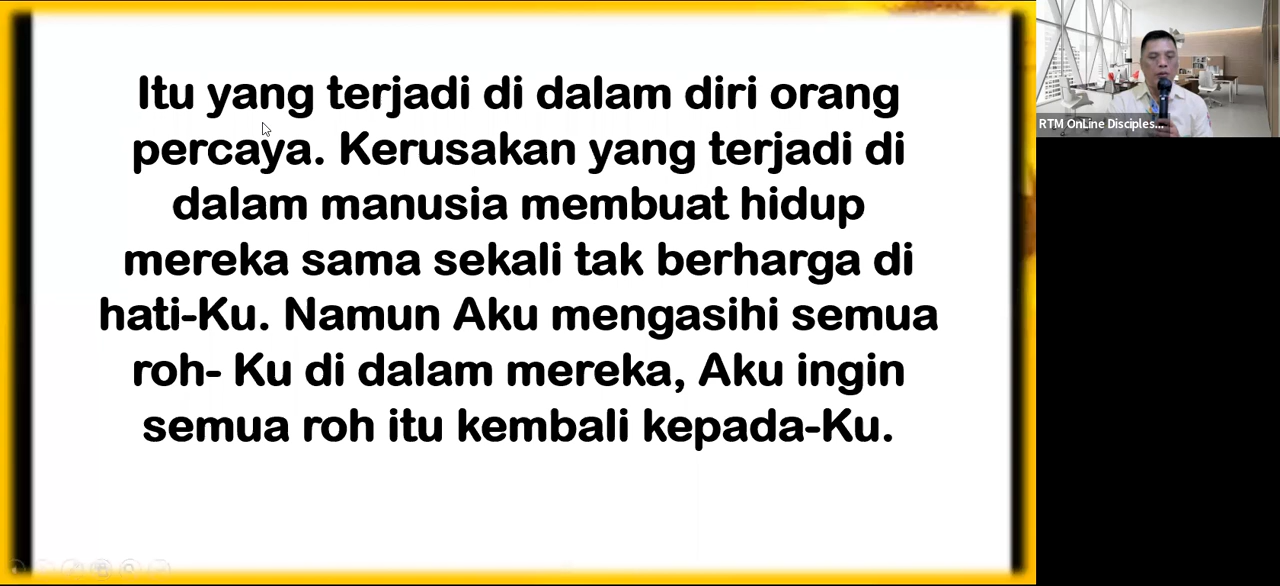 Itu yang terjadi di dalam diri orang
percaya. Kerusakan yang terjadi di
dalam manusia membuat hidup
mereka sama sekali tak berharga di
hati-Ku. Namun Aku mengasihi semua
roh- Ku di dalam mereka, Aku ingin
semua roh itu kembali kepada-Ku.
RTM OnLine Disciples...